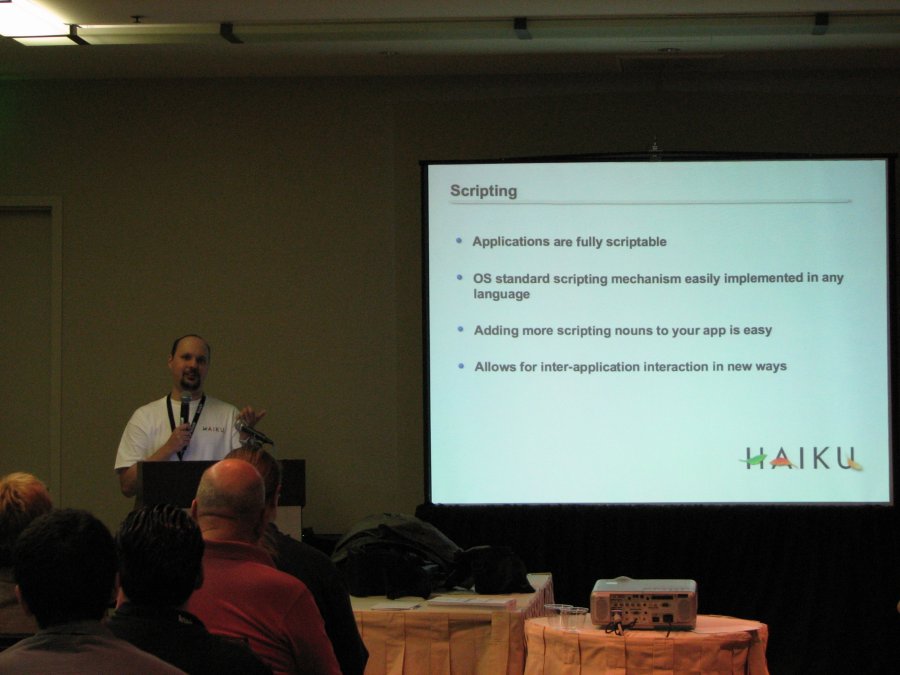 Scripting
• Applications are fully scriptable
• OS standard scripting mechanism easily implemented in any
language
• Adding more scripting nouns to your app is easy
• Allows for inter-application interaction in new ways
HAIKU
HAIKU